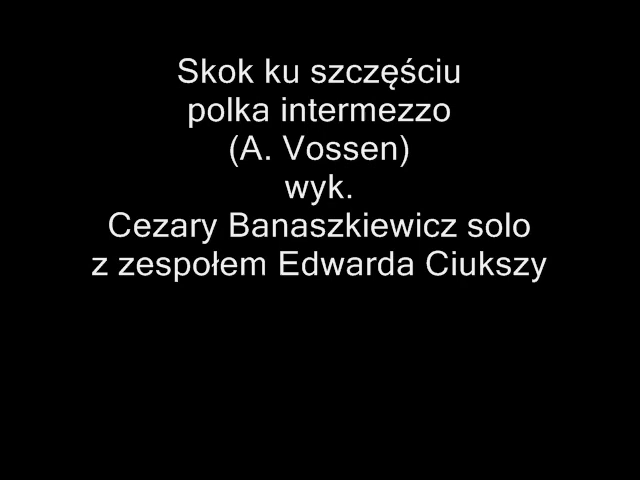 Skok ku szczęściu
polka intermezzo
(A. Vossen)
wyk.
Cezary Banaszkiewicz solo
z zespołem Edwarda Ciukszy